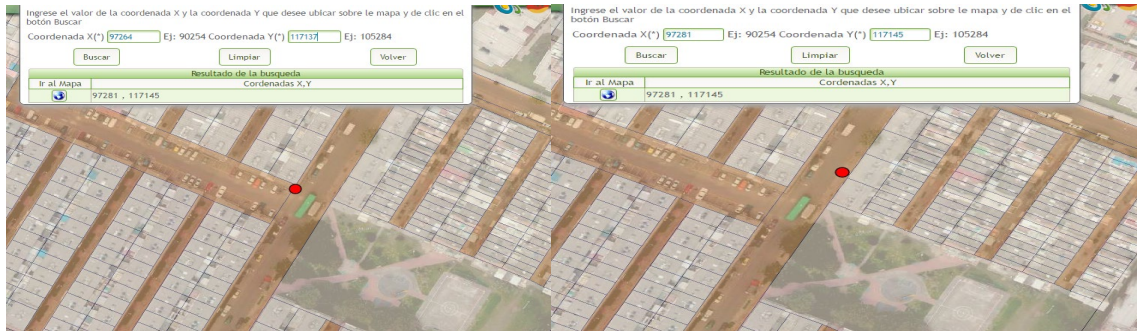 Ingrese el valor de la coordenada X y la coordenada Y que desee ubicar sobre le mapa y de clic en el
botón Buscar
Coordenada X(*) 97264 Ej: 90254 Coordenada Y(*) 117137 Ej: 105284
Buscar Limpiar Volver
Resultado de la busqueda
Ir al Mapa Cordenadas X,Y
97281 , 117145
Ingrese el valor de la coordenada X y la coordenada Y que desee ubicar sobre le mapa y de clic en el
botón Buscar
Coordenada X(*) 97281 Ej: 90254 Coordenada Y(*) 117145 Ej: 105284
Buscar Limpiar Volver
Resultado de la busqueda
Ir al Mapa Cordenadas X,Y
97281 , 117145